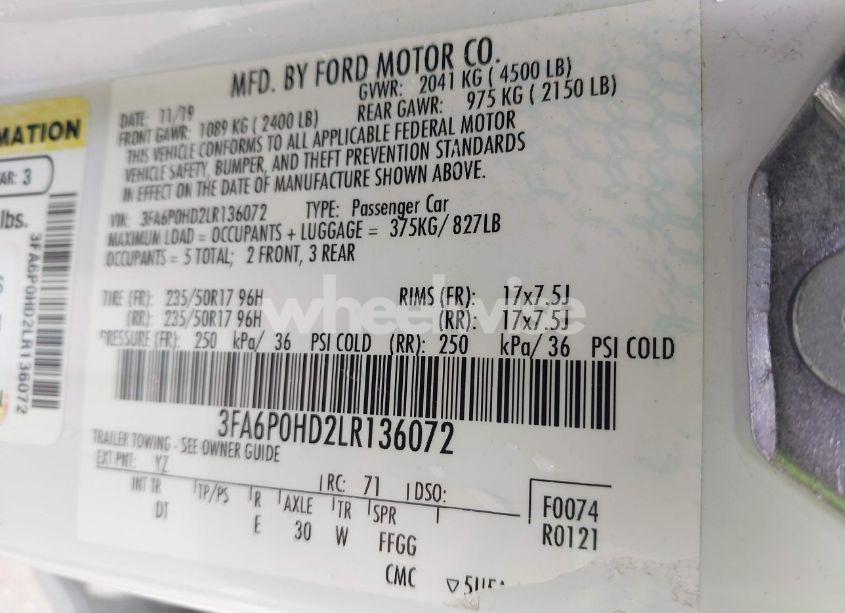 MFD. BY FORD MOTOR CO.
DATE: 11/19 GVWR: 2041 KG ( 4500 LB)
FRONT GAWR: 1089 KG ( 2400 LB) REAR GAWR: 975 KG ( 2150 LB)
THIS VEHICLE CONFORMS TO ALL APPLICABLE FEDERAL MOTOR
VEHICLE SAFETY, BUMPER, AND THEFT PREVENTION STANDARDS
IN EFFECT ON THE DATE OF MANUFACTURE SHOWN ABOVE.
VIN: 3FA6P0HD2LR136072 TYPE: Passenger Car
MAXIMUM LOAD = OCCUPANTS + LUGGAGE = 375KG/ 827LB
OCCUPANTS = 5 TOTAL; 2 FRONT, 3 REAR
TIRE (FR): 235/50R17 96H RIMS (FR): 17x7.5J
(RR): 235/50R17 96H (RR): 17x7.5J
PRESSURE (FR): 250 kPa/ 36 PSI COLD (RR): 250 kPa/ 36 PSI COLD
3FA6P0HD2LR136072
TRAILER TOWING - SEE OWNER GUIDE
EXT PNT: YZ RC: 71 DSO:
INT TR TP/PS R AXLE TR SPR F0074
DT E 30 W FFGG R0121
CMC
MATION
AR: 3
lbs.
3FA6P0HD2LR136072